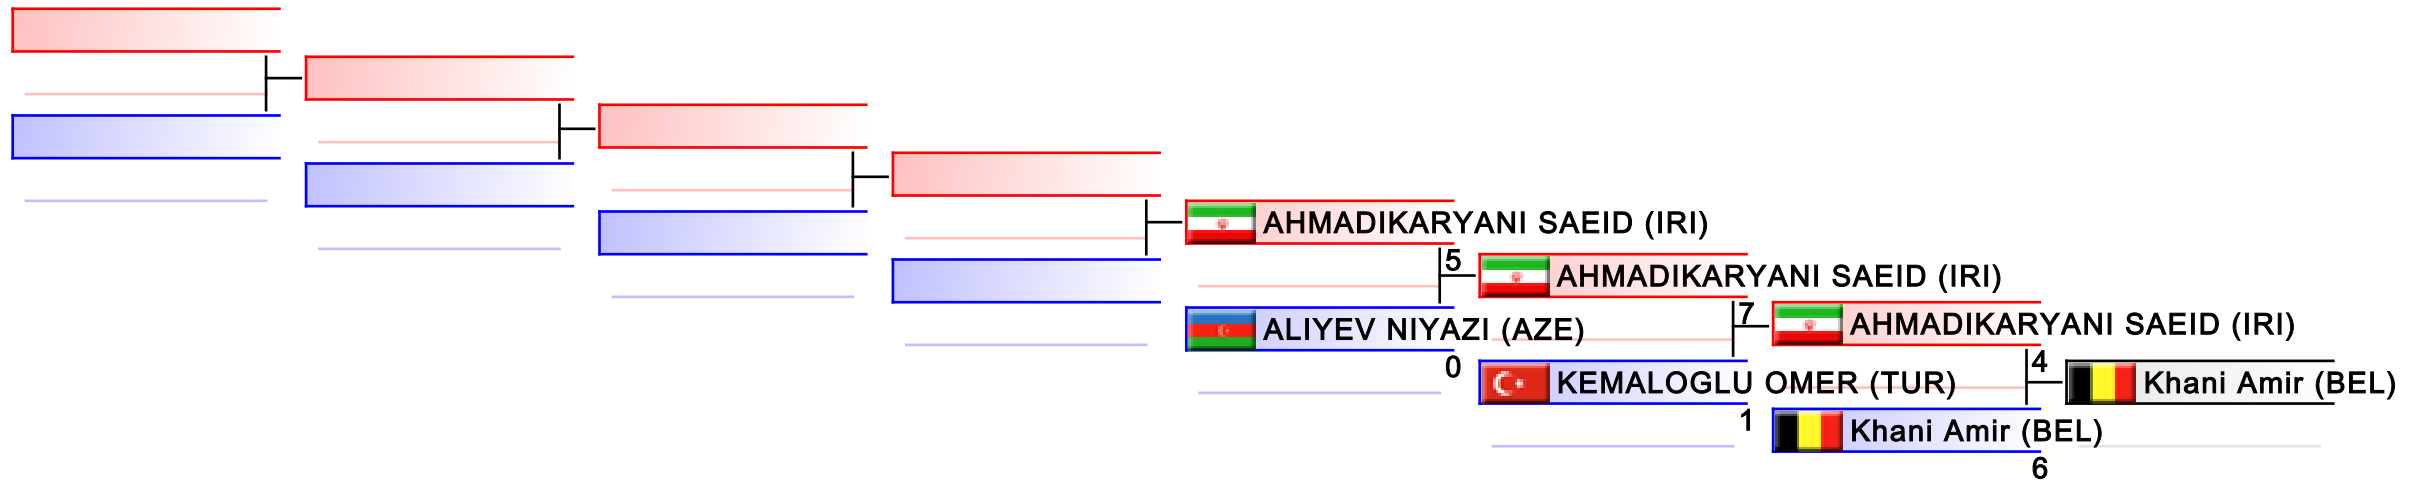 AHMADIKARYANI SAEID (IRI)
5
AHMADIKARYANI SAEID (IRI)
ALIYEV NIYAZI (AZE)
0
7
AHMADIKARYANI SAEID (IRI)
KEMALOGLU OMER (TUR)
1
4
Khani Amir (BEL)
Khani Amir (BEL)
6